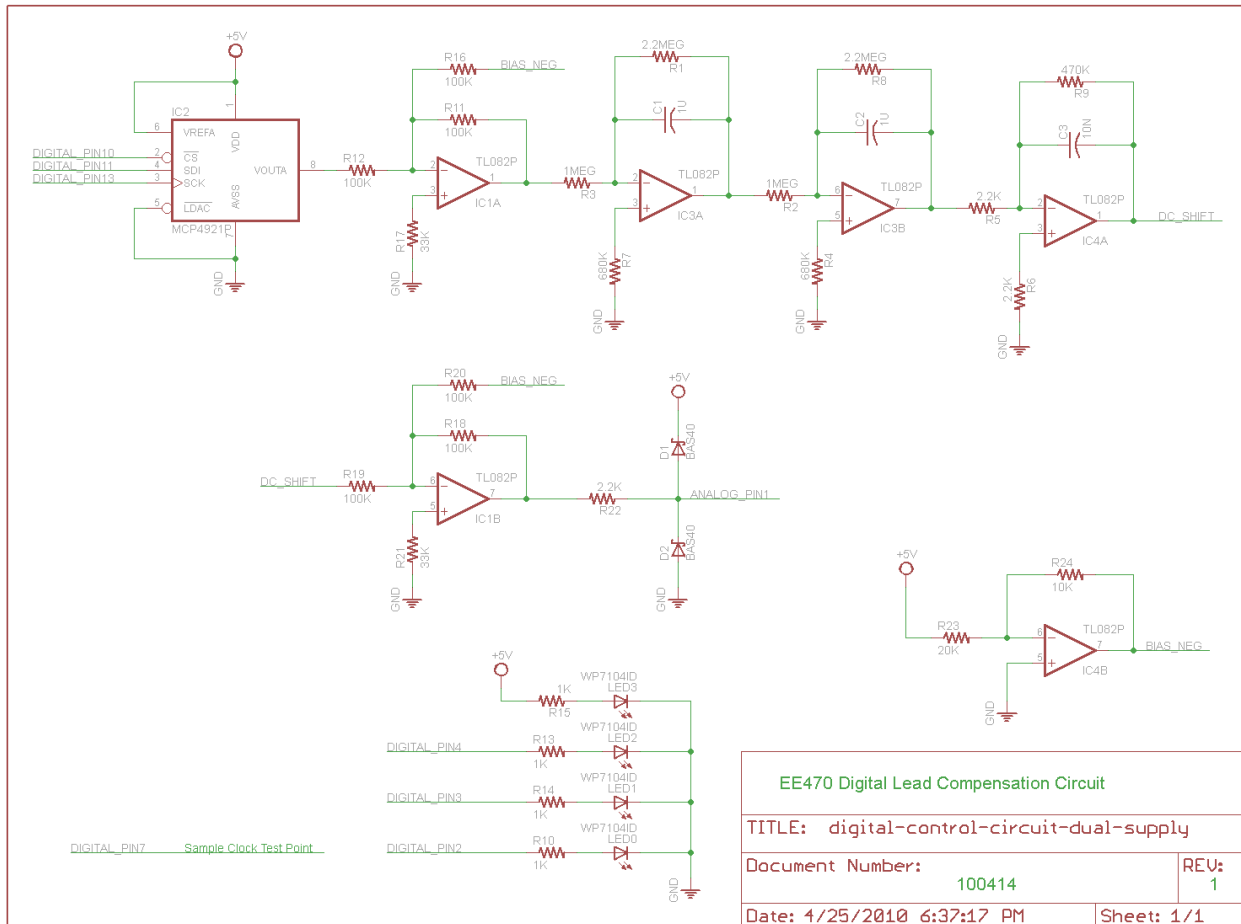 +5V
IC2
6 VREFA
1
VDD
DIGITAL_PIN10 2 CS
DIGITAL_PIN11 4 SDI
DIGITAL_PIN13 3 SCK
VOUTA 8
AVSS
5 LDAC
7
MCP4921P
GND
R12
100K
R16
100K
BIAS_NEG
R11
100K
2
3
TL082P
1
IC1A
R17
33K
GND
1MEG
R3
2.2MEG
R1
C1
1U
2
3
TL082P
1
IC3A
680K
R7
GND
1MEG
R2
2.2MEG
R8
C2
1U
6
5
TL082P
7
IC3B
680K
R4
GND
2.2K
R5
470K
R9
C3
10N
2
3
TL082P
1
IC4A
DC_SHIFT
2.2K
R6
GND
R20
100K
BIAS_NEG
R18
100K
DC_SHIFT
R19
100K
6
5
TL082P
7
IC1B
R21
33K
GND
2.2K
R22
+5V
D1
BAS40
ANALOG_PIN1
D2
BAS40
GND
+5V
R23
20K
R24
10K
6
5
TL082P
7
IC4B
BIAS_NEG
GND
+5V
1K
R15
WP7104ID
LED3
DIGITAL_PIN4
R13
1K
WP7104ID
LED2
DIGITAL_PIN3
R14
1K
WP7104ID
LED1
DIGITAL_PIN2
R10
1K
WP7104ID
LED0
GND
DIGITAL_PIN7 Sample Clock Test Point
EE470 Digital Lead Compensation Circuit
TITLE: digital-control-circuit-dual-supply
Document Number:
100414
REV:
1
Date: 4/25/2010 6:37:17 PM
Sheet: 1/1